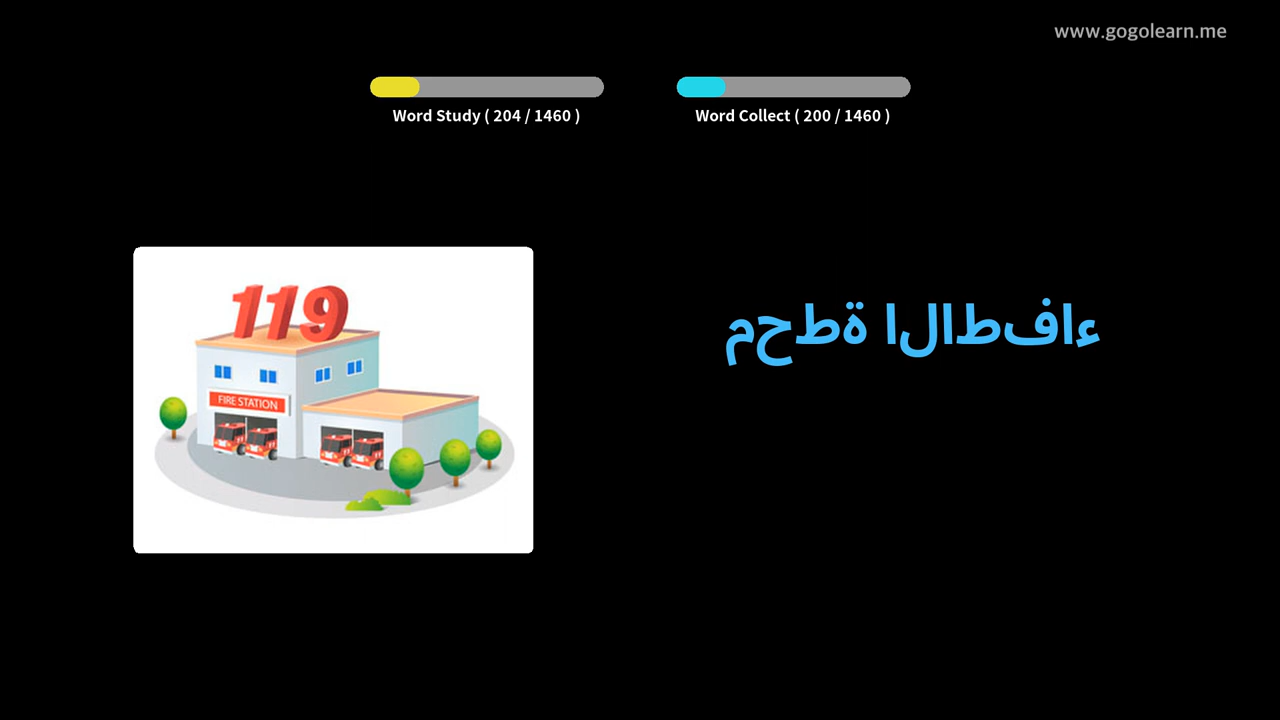 www.gogolearn.me
Word Study ( 204 / 1460 )
Word Collect ( 200 / 1460 )
119
FIRE STATION
محطة الاطفاء